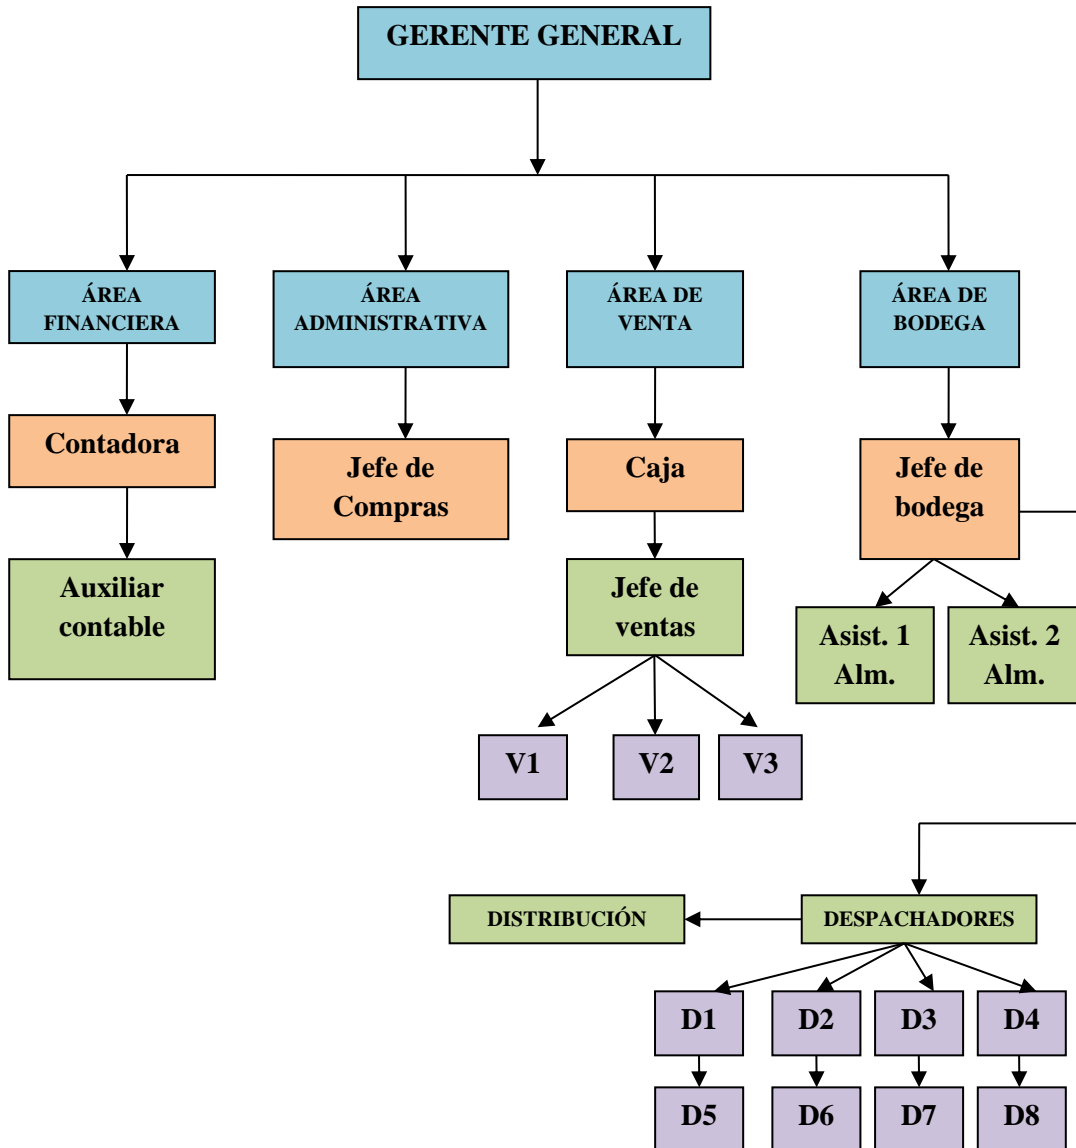 GERENTE GENERAL
ÁREA
FINANCIERA
ÁREA
ADMINISTRATIVA
ÁREA DE
VENTA
ÁREA DE
BODEGA
Contadora
Jefe de
Compras
Caja
Jefe de
bodega
Auxiliar
contable
Jefe de
ventas
Asist. 1
Alm.
Asist. 2
Alm.
V1
V2
V3
DISTRIBUCIÓN
DESPACHADORES
D1
D2
D3
D4
D5
D6
D7
D8